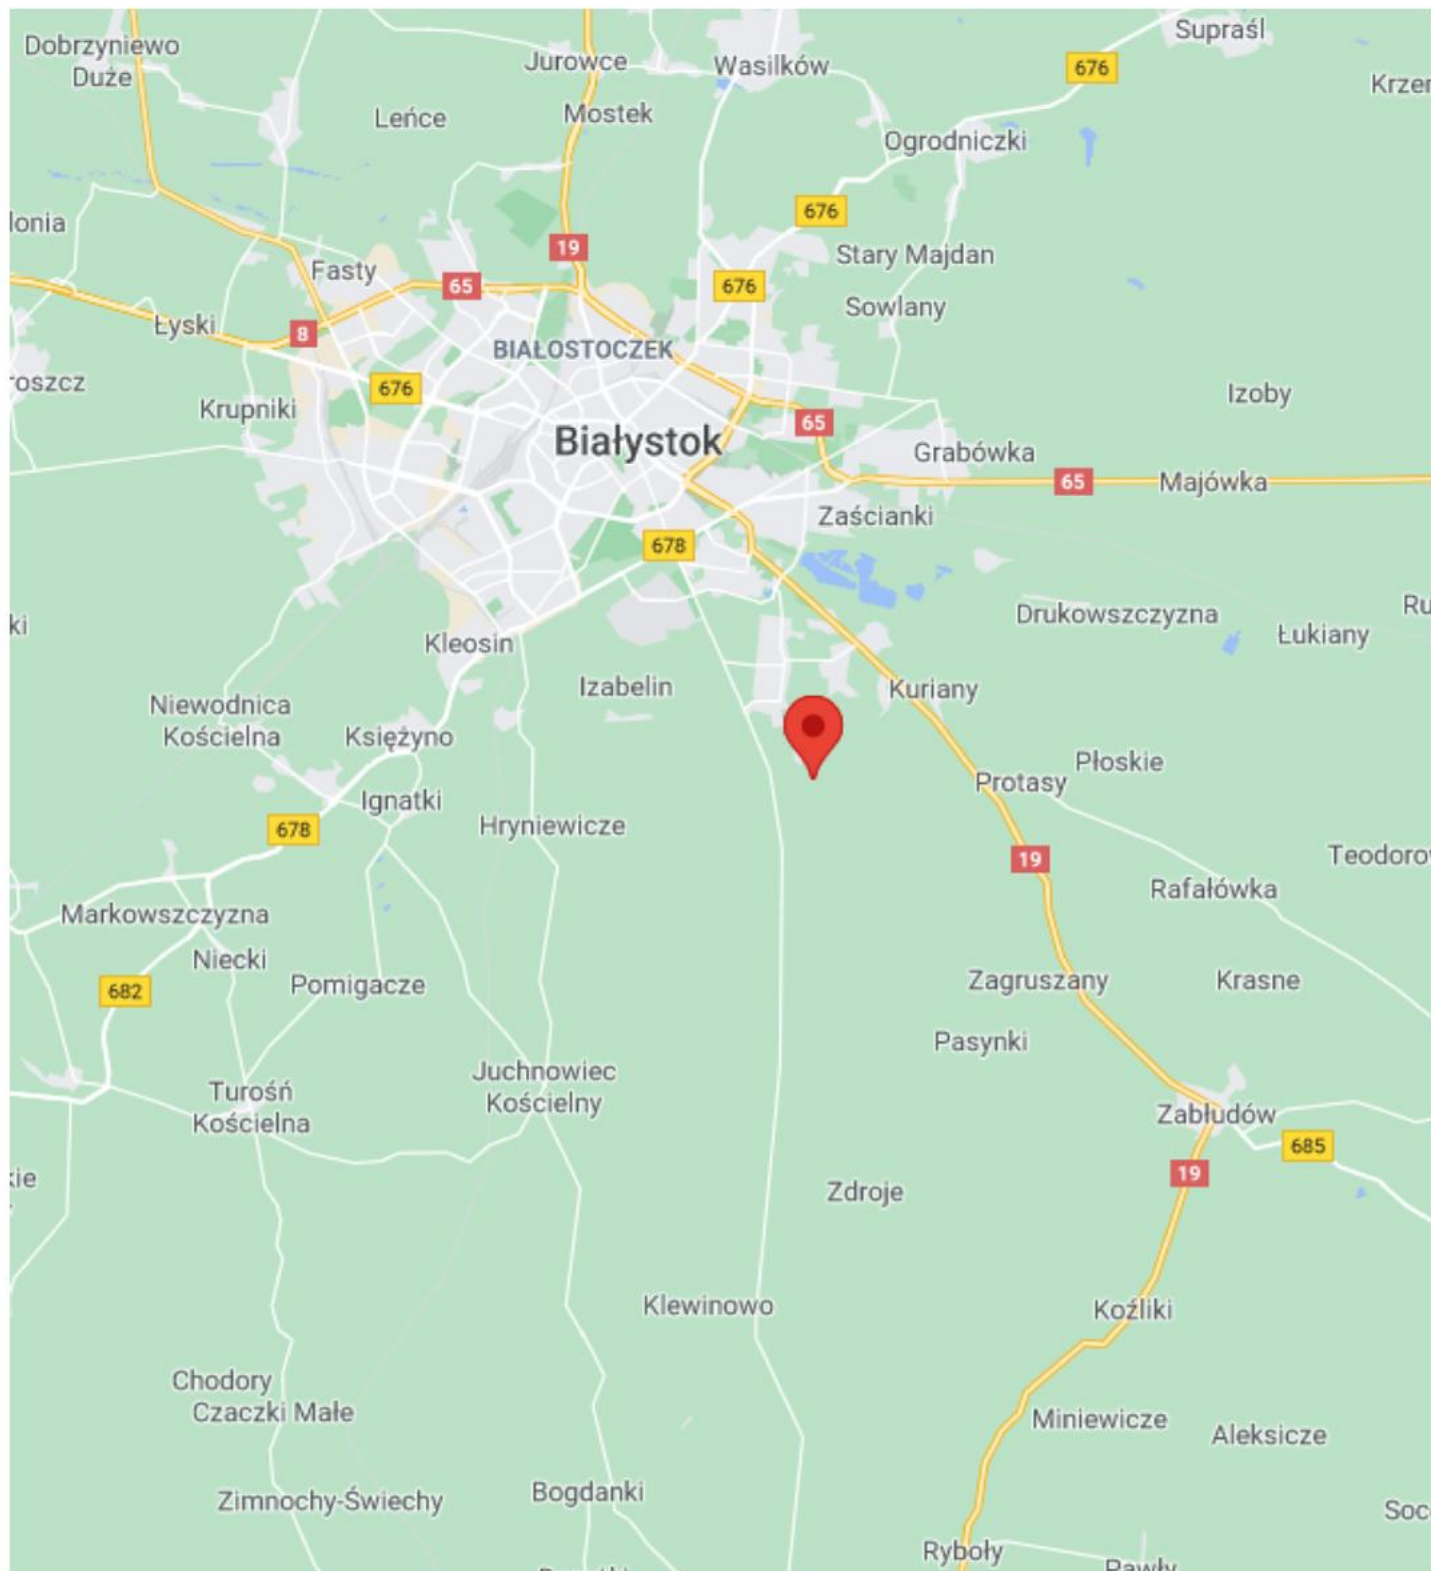 Supraśl
Dobrzyniewo
Duże
Jurowce
Wasilków
676
Krzer
Leńce
Mostek
Ogrodniczki
676
lonia
19
Stary Majdan
Fasty
65
676
Sowlany
Łyski
8
BIAŁOSTOCZEK
roszcz
676
Izoby
Krupniki
65
Białystok
Grabówka
65
Majówka
Zaścianki
678
Ru
Drukowszczyzna
ki
Łukiany
Kleosin
Izabelin
Kuriany
Niewodnica
Kościelna
Księżyno
Płoskie
Protasy
Ignatki
678
Hryniewicze
19
Teodorow
Rafałówka
Markowszczyzna
Niecki
Pomigacze
682
Zagruszany
Krasne
Pasynki
Juchnowiec
Kościelny
Turośń
Kościelna
Zabłudów
685
kie
19
Zdroje
Klewinowo
Koźliki
Chodory
Czaczki Małe
Miniewicze
Aleksicze
Zimnochy-Świechy
Bogdanki
Soc
Ryboły
Pawły